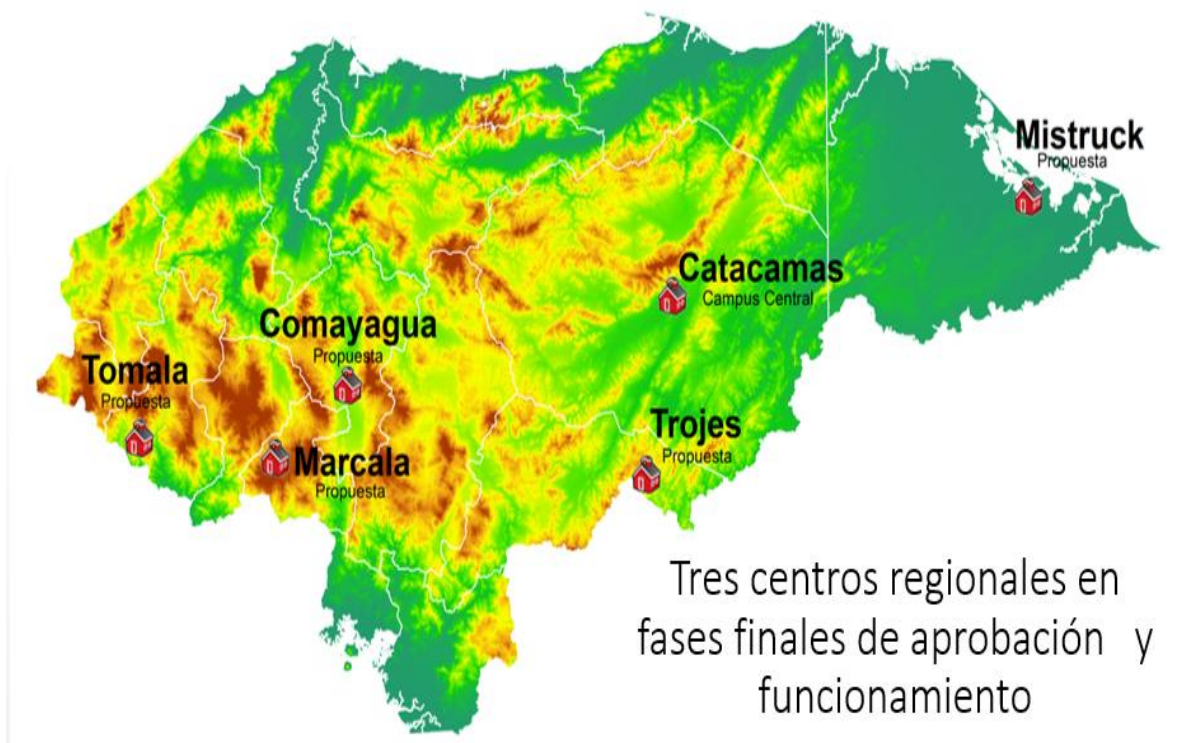 Mistruck
Propuesta
Catacamas
Campus Central
Comayagua
Propuesta
Tomala
Propuesta
Trojes
Propuesta
Marcala
Propuesta
Tres centros regionales en
fases finales de aprobación y
funcionamiento